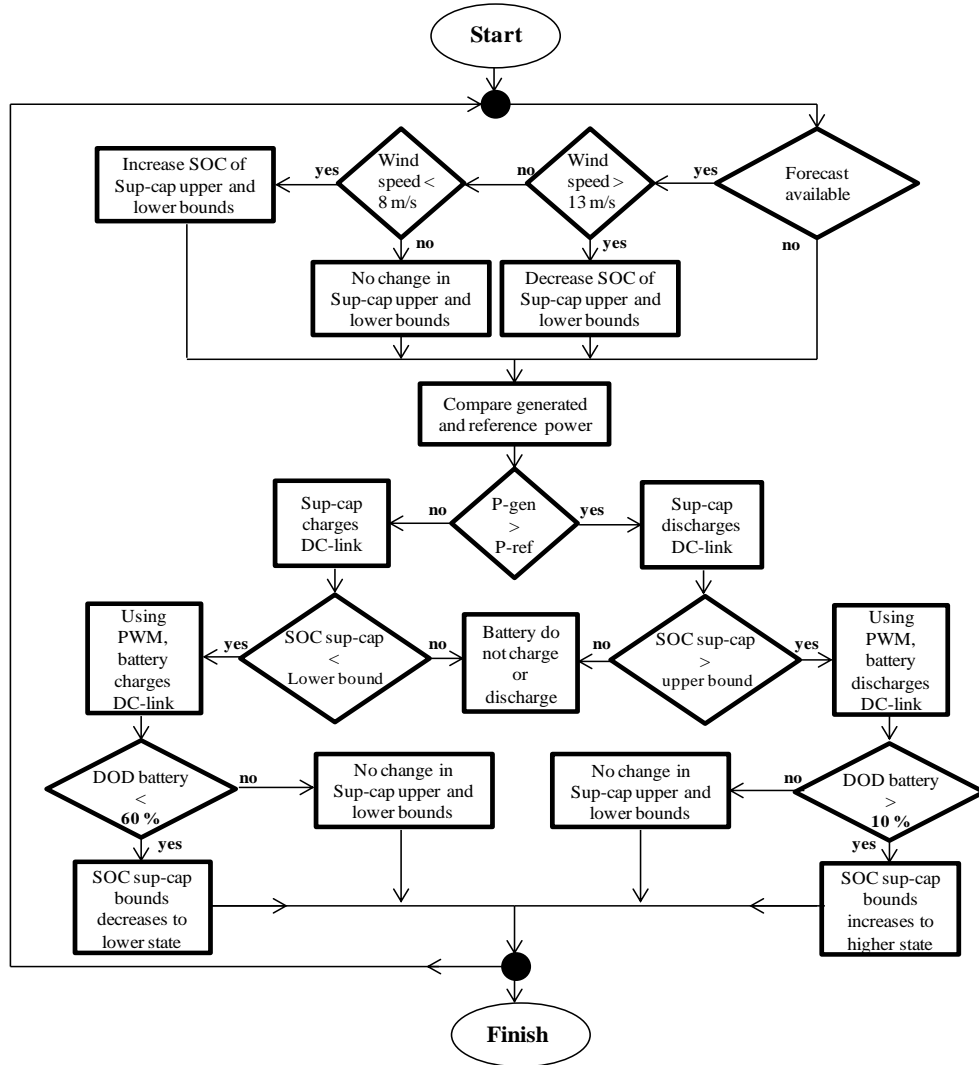 Start
Increase SOC of
Sup-cap upper and
lower bounds
yes
Wind
speed <
8 m/s
no
Wind
speed >
13 m/s
yes
Forecast
available
no
yes
no
No change in
Sup-cap upper and
lower bounds
Decrease SOC of
Sup-cap upper and
lower bounds
Compare generated
and reference power
Sup-cap
charges
DC-link
no
P-gen
>
P-ref
yes
Sup-cap
discharges
DC-link
Using
PWM,
battery
charges
DC-link
yes
SOC sup-cap
<
Lower bound
no
Battery do
not charge
or
discharge
no
SOC sup-cap
>
upper bound
yes
Using
PWM,
battery
discharges
DC-link
DOD battery
<
60 %
no
No change in
Sup-cap upper and
lower bounds
No change in
Sup-cap upper and
lower bounds
no
DOD battery
>
10 %
yes
yes
SOC sup-cap
bounds
decreases to
lower state
SOC sup-cap
bounds
increases to
higher state
Finish